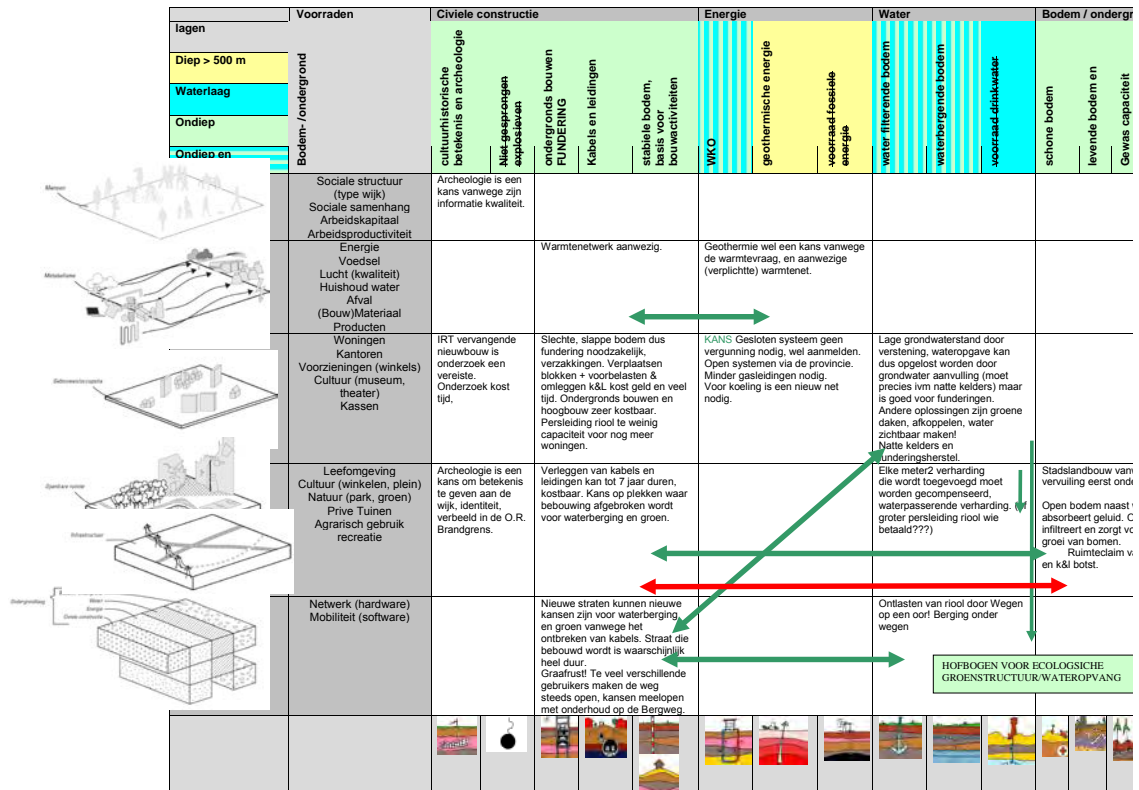 Voorraden
Civiele constructie
Energie
Water
Bodem / ondergr
lagen
Diep > 500 m
Waterlaag
Ondiep
Ondiep en
Bodem- /ondergrond
cultuurhistorische
betekenis en archeologie
Niet gesprongen
explosieven
ondergronds bouwen
FUNDERING
Kabels en leidingen
stabiele bodem,
basis voor
bouwactiviteiten
WKO
geothermische energie
voorraad fossiele
energie
water filterende bodem
waterbergende bodem
voorraad drinkwater
schone bodem
levende bodem en
Gewas capaciteit
Mensen
Sociale structuur
(type wijk)
Sociale samenhang
Arbeidskapitaal
Arbeidsproductiviteit
Archeologie is een
kans vanwege zijn
informatie kwaliteit.
Metabolisme
Energie
Voedsel
Lucht (kwaliteit)
Huishoud water
Afval
(Bouw)Materiaal
Producten
Warmtenetwerk aanwezig.
Geothermie wel een kans vanwege
de warmtevraag, en aanwezige
(verplichte) warmtenet.
Woningen
Kantoren
Voorzieningen (winkels)
Cultuur (museum,
theater)
Kassen
IRT vervangende
nieuwbouw is
onderzoek een
vereiste.
Onderzoek kost
tijd,
Slechte, slappe bodem dus
fundering noodzakelijk,
verzakkingen. Verplaatsen
blokken + voorbelasten &
omleggen k&L kost geld en veel
tijd. Ondergronds bouwen en
hoogbouw zeer kostbaar.
Persleiding riool te weinig
capaciteit voor nog meer
woningen.
KANS Gesloten systeem geen
vergunning nodig, wel aanmelden.
Open systemen via de provincie.
Minder gasleidingen nodig.
Voor koeling is een nieuw net
nodig.
Lage grondwaterstand door
verstening, wateropgave kan
dus opgelost worden door
grondwater aanvulling (moet
precies ivm natte kelders) maar
is goed voor funderingen.
Andere oplossingen zijn groene
daken, afkoppelen, water
zichtbaar maken!
Natte kelders en
funderingsherstel.
Leefomgeving
Cultuur (winkelen, plein)
Natuur (park, groen)
Prive Tuinen
Agrarisch gebruik
recreatie
Archeologie is een
kans om betekenis
te geven aan de
wijk, identiteit,
verbeeld in de O.R.
Brandgrens.
Verleggen van kabels en
leidingen kan tot 7 jaar duren,
kostbaar. Kans op plekken waar
bebouwing afgebroken wordt
voor waterberging en groen.
Elke meter2 verharding
die wordt toegevoegd moet
worden gecompenseerd,
waterpasserende verharding. (of
groter persleiding riool wie
betaald???)
Stadslandbouw vanw
vervuiling eerst onde
Open bodem naast
absorbeert geluid. O
infiltreert en zorgt vo
groei van bomen.
Ruimteclaim va
en k&l botst.
Infrastructuur
Ondergrond
Water
Energie
Civiele constructie
Netwerk (hardware)
Mobiliteit (software)
Nieuwe straten kunnen nieuwe
kansen zijn voor waterberging
en groen vanwege het
ontbreken van kabels. Straat die
bebouwd wordt is waarschijnlijk
heel duur.
Graafrust! Te veel verschillende
gebruikers maken de weg
steeds open, kansen meelopen
met onderhoud op de Bergweg.
Ontlasten van riool door Wegen
op een oor! Berging onder
wegen
HOFBOGEN VOOR ECOLOGSICHE
GROENSTRUCTUUR/WATEROPVANG